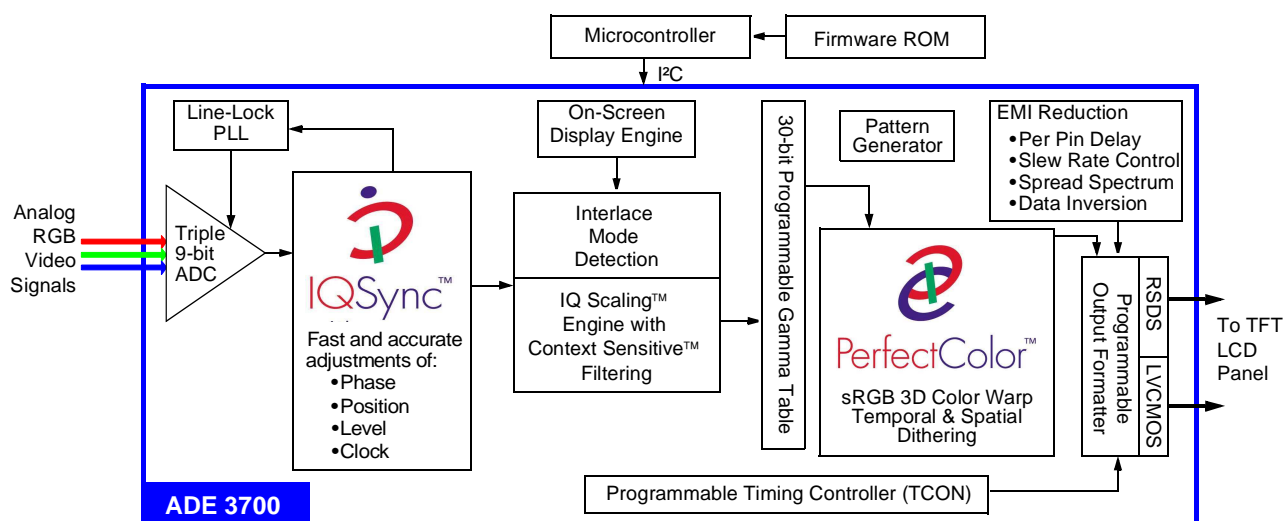 Microcontroller
Firmware ROM
I²C
Line-Lock
PLL
On-Screen
Display Engine
30-bit Programmable Gamma Table
Pattern
Generator
EMI Reduction
•Per Pin Delay
•Slew Rate Control
•Spread Spectrum
•Data Inversion
Analog
RGB
Video
Signals
Triple
9-bit
ADC
IQSync™
Fast and accurate
adjustments of:
•Phase
•Position
•Level
•Clock
Interlace
Mode
Detection
IQ Scaling™
Engine with
Context Sensitive™
Filtering
PerfectColor™
sRGB 3D Color Warp
Temporal & Spatial
Dithering
Programmable
Output Formatter
RSDS
LVCMOS
To TFT
LCD
Panel
Programmable Timing Controller (TCON)
ADE 3700